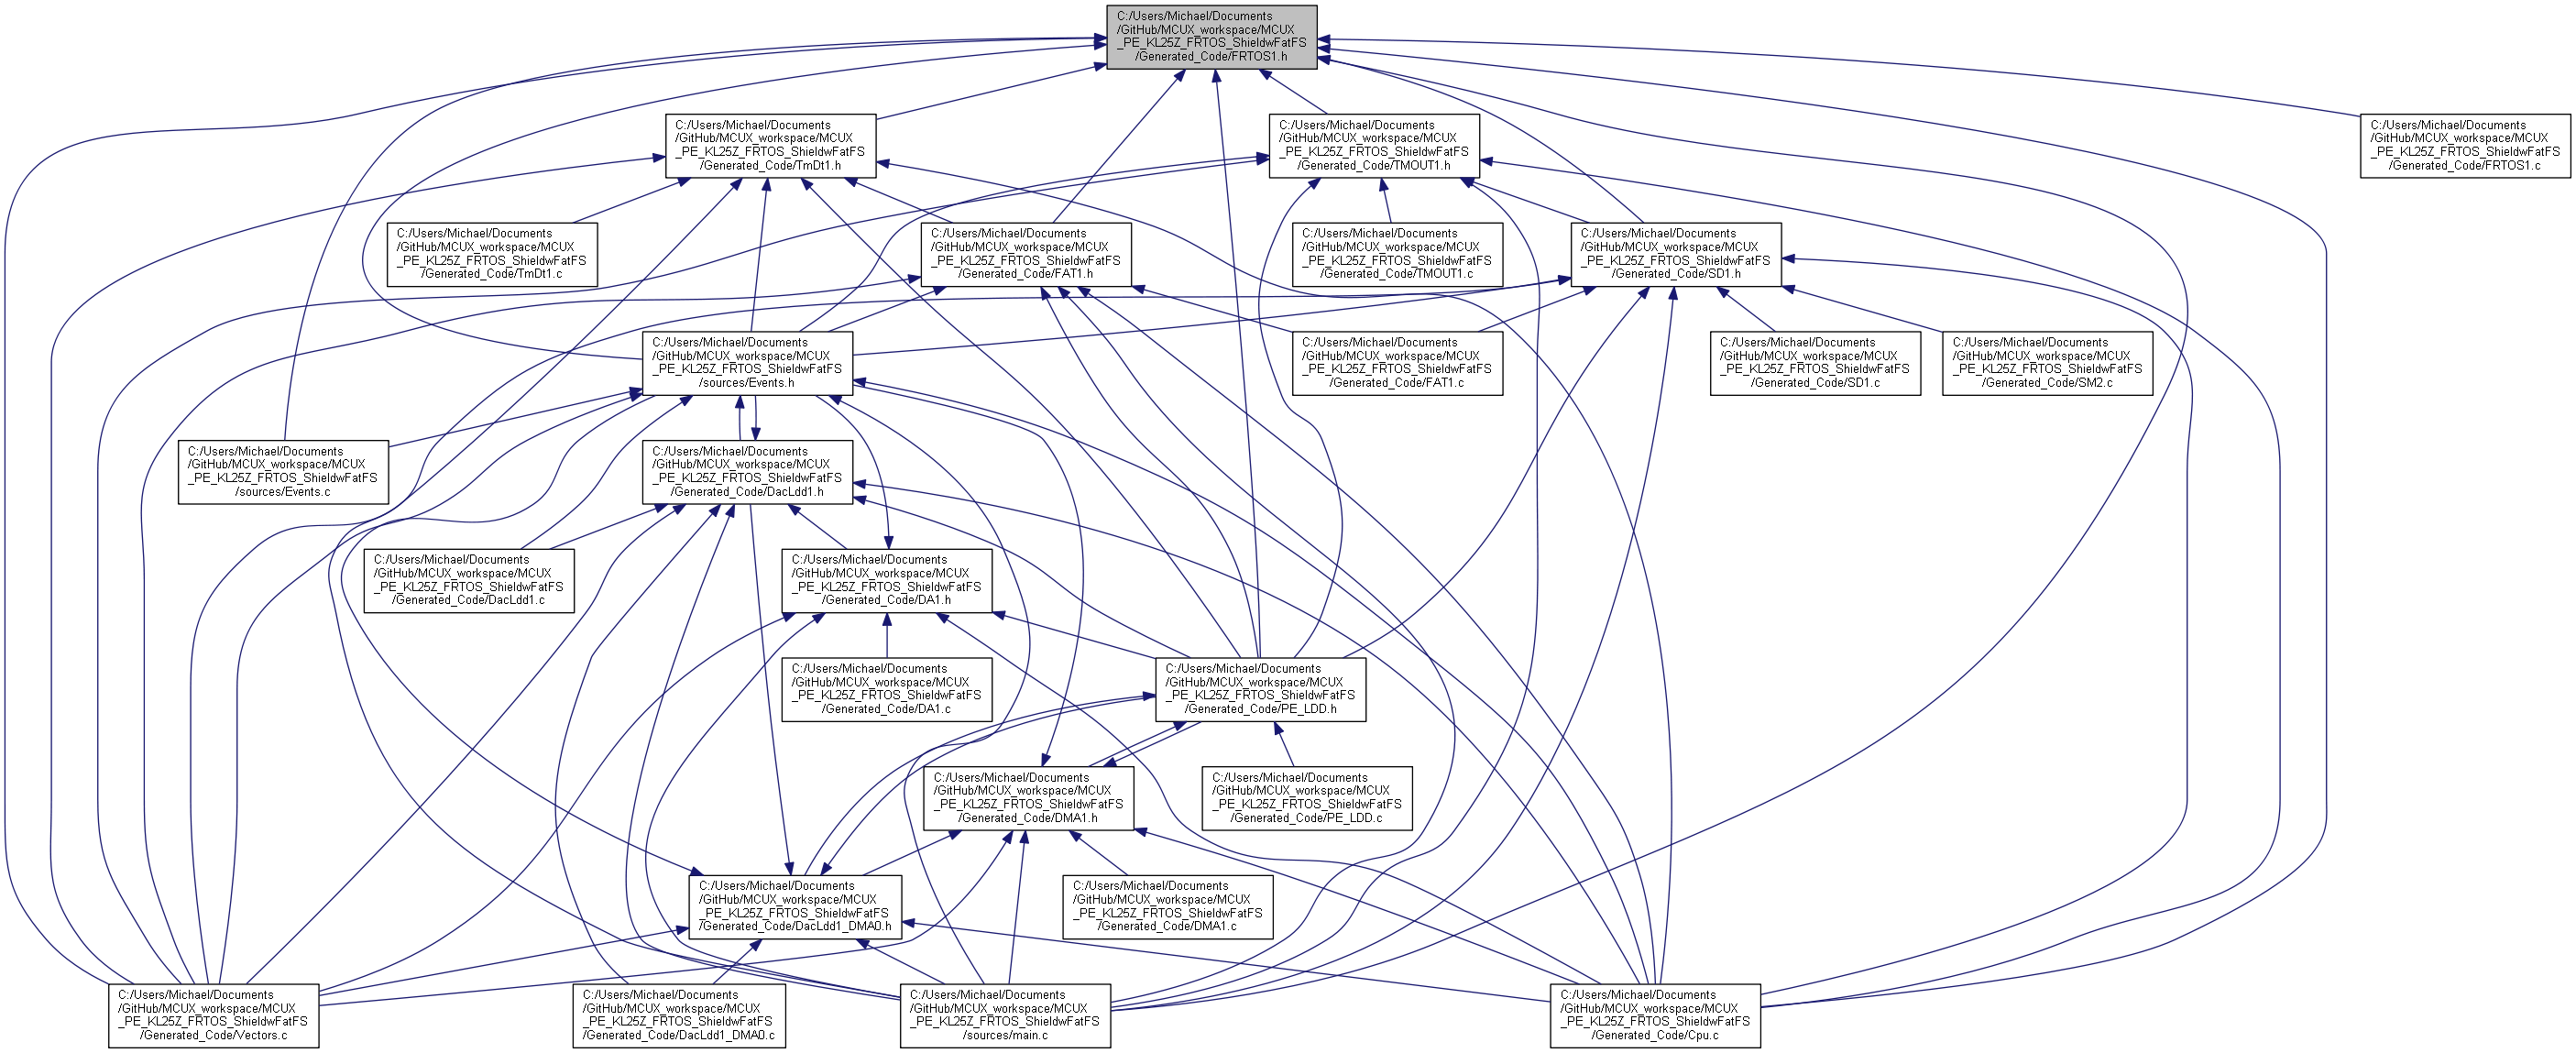 C:/Users/Michael/Documents
/GitHub/MCUX_workspace/MCUX
_PE_KL25Z_FRTOS_ShieldwFatFS
/Generated_Code/FRTOS1.h
C:/Users/Michael/Documents
/GitHub/MCUX_workspace/MCUX
_PE_KL25Z_FRTOS_ShieldwFatFS
/Generated_Code/TmDt1.h
C:/Users/Michael/Documents
/GitHub/MCUX_workspace/MCUX
_PE_KL25Z_FRTOS_ShieldwFatFS
/Generated_Code/TMOUT1.h
C:/Users/Michael/Documents
/GitHub/MCUX_workspace/MCUX
_PE_KL25Z_FRTOS_ShieldwFatFS
/Generated_Code/FRTOS1.c
C:/Users/Michael/Documents
/GitHub/MCUX_workspace/MCUX
_PE_KL25Z_FRTOS_ShieldwFatFS
/Generated_Code/TmDt1.c
C:/Users/Michael/Documents
/GitHub/MCUX_workspace/MCUX
_PE_KL25Z_FRTOS_ShieldwFatFS
/Generated_Code/FAT1.h
C:/Users/Michael/Documents
/GitHub/MCUX_workspace/MCUX
_PE_KL25Z_FRTOS_ShieldwFatFS
/Generated_Code/TMOUT1.c
C:/Users/Michael/Documents
/GitHub/MCUX_workspace/MCUX
_PE_KL25Z_FRTOS_ShieldwFatFS
/Generated_Code/SD1.h
C:/Users/Michael/Documents
/GitHub/MCUX_workspace/MCUX
_PE_KL25Z_FRTOS_ShieldwFatFS
/sources/Events.h
C:/Users/Michael/Documents
/GitHub/MCUX_workspace/MCUX
_PE_KL25Z_FRTOS_ShieldwFatFS
/Generated_Code/FAT1.c
C:/Users/Michael/Documents
/GitHub/MCUX_workspace/MCUX
_PE_KL25Z_FRTOS_ShieldwFatFS
/Generated_Code/SD1.c
C:/Users/Michael/Documents
/GitHub/MCUX_workspace/MCUX
_PE_KL25Z_FRTOS_ShieldwFatFS
/Generated_Code/SM2.c
C:/Users/Michael/Documents
/GitHub/MCUX_workspace/MCUX
_PE_KL25Z_FRTOS_ShieldwFatFS
/sources/Events.c
C:/Users/Michael/Documents
/GitHub/MCUX_workspace/MCUX
_PE_KL25Z_FRTOS_ShieldwFatFS
/Generated_Code/DacLdd1.h
C:/Users/Michael/Documents
/GitHub/MCUX_workspace/MCUX
_PE_KL25Z_FRTOS_ShieldwFatFS
/Generated_Code/DacLdd1.c
C:/Users/Michael/Documents
/GitHub/MCUX_workspace/MCUX
_PE_KL25Z_FRTOS_ShieldwFatFS
/Generated_Code/DA1.h
C:/Users/Michael/Documents
/GitHub/MCUX_workspace/MCUX
_PE_KL25Z_FRTOS_ShieldwFatFS
/Generated_Code/DA1.c
C:/Users/Michael/Documents
/GitHub/MCUX_workspace/MCUX
_PE_KL25Z_FRTOS_ShieldwFatFS
/Generated_Code/PE_LDD.h
C:/Users/Michael/Documents
/GitHub/MCUX_workspace/MCUX
_PE_KL25Z_FRTOS_ShieldwFatFS
/Generated_Code/DMA1.h
C:/Users/Michael/Documents
/GitHub/MCUX_workspace/MCUX
_PE_KL25Z_FRTOS_ShieldwFatFS
/Generated_Code/PE_LDD.c
C:/Users/Michael/Documents
/GitHub/MCUX_workspace/MCUX
_PE_KL25Z_FRTOS_ShieldwFatFS
/Generated_Code/DacLdd1_DMA0.h
C:/Users/Michael/Documents
/GitHub/MCUX_workspace/MCUX
_PE_KL25Z_FRTOS_ShieldwFatFS
/Generated_Code/DMA1.c
C:/Users/Michael/Documents
/GitHub/MCUX_workspace/MCUX
_PE_KL25Z_FRTOS_ShieldwFatFS
/Generated_Code/Vectors.c
C:/Users/Michael/Documents
/GitHub/MCUX_workspace/MCUX
_PE_KL25Z_FRTOS_ShieldwFatFS
/Generated_Code/DacLdd1_DMA0.c
C:/Users/Michael/Documents
/GitHub/MCUX_workspace/MCUX
_PE_KL25Z_FRTOS_ShieldwFatFS
/sources/main.c
C:/Users/Michael/Documents
/GitHub/MCUX_workspace/MCUX
_PE_KL25Z_FRTOS_ShieldwFatFS
/Generated_Code/Cpu.c